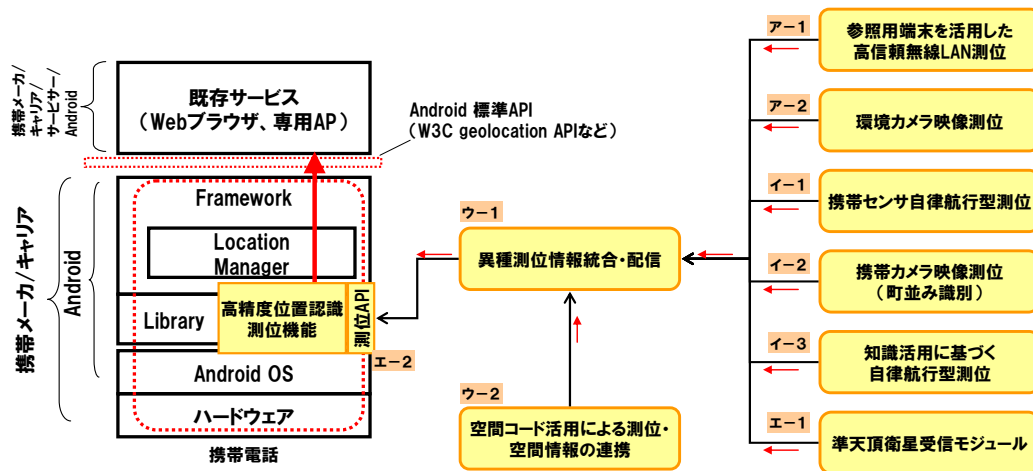 携帯メーカ/
キャリア/
サービサー/
Android
既存サービス
（Webブラウザ、専用AP）
Android 標準API
（W3C geolocation APIなど）
携帯メーカ/キャリア
Android
Framework
Location
Manager
Library
高精度位置認識
測位機能
測位API
エー2
Android OS
ハードウェア
携帯電話
ウー1
異種測位情報統合・配信
ウー2
空間コード活用による測位・
空間情報の連携
アー1
参照用端末を活用した
高信頼無線LAN測位
アー2
環境カメラ映像測位
イー1
携帯センサ自律航行型測位
イー2
携帯カメラ映像測位
（町並み識別）
イー3
知識活用に基づく
自律航行型測位
エー1
準天頂衛星受信モジュール